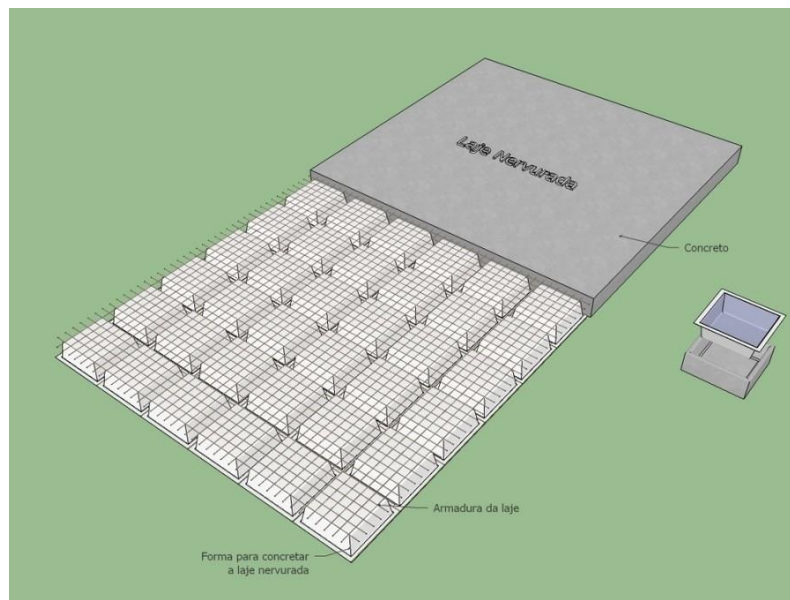 Laje Nervurada
Concreto
Armadura da laje
Forma para concretar
a laje nervurada